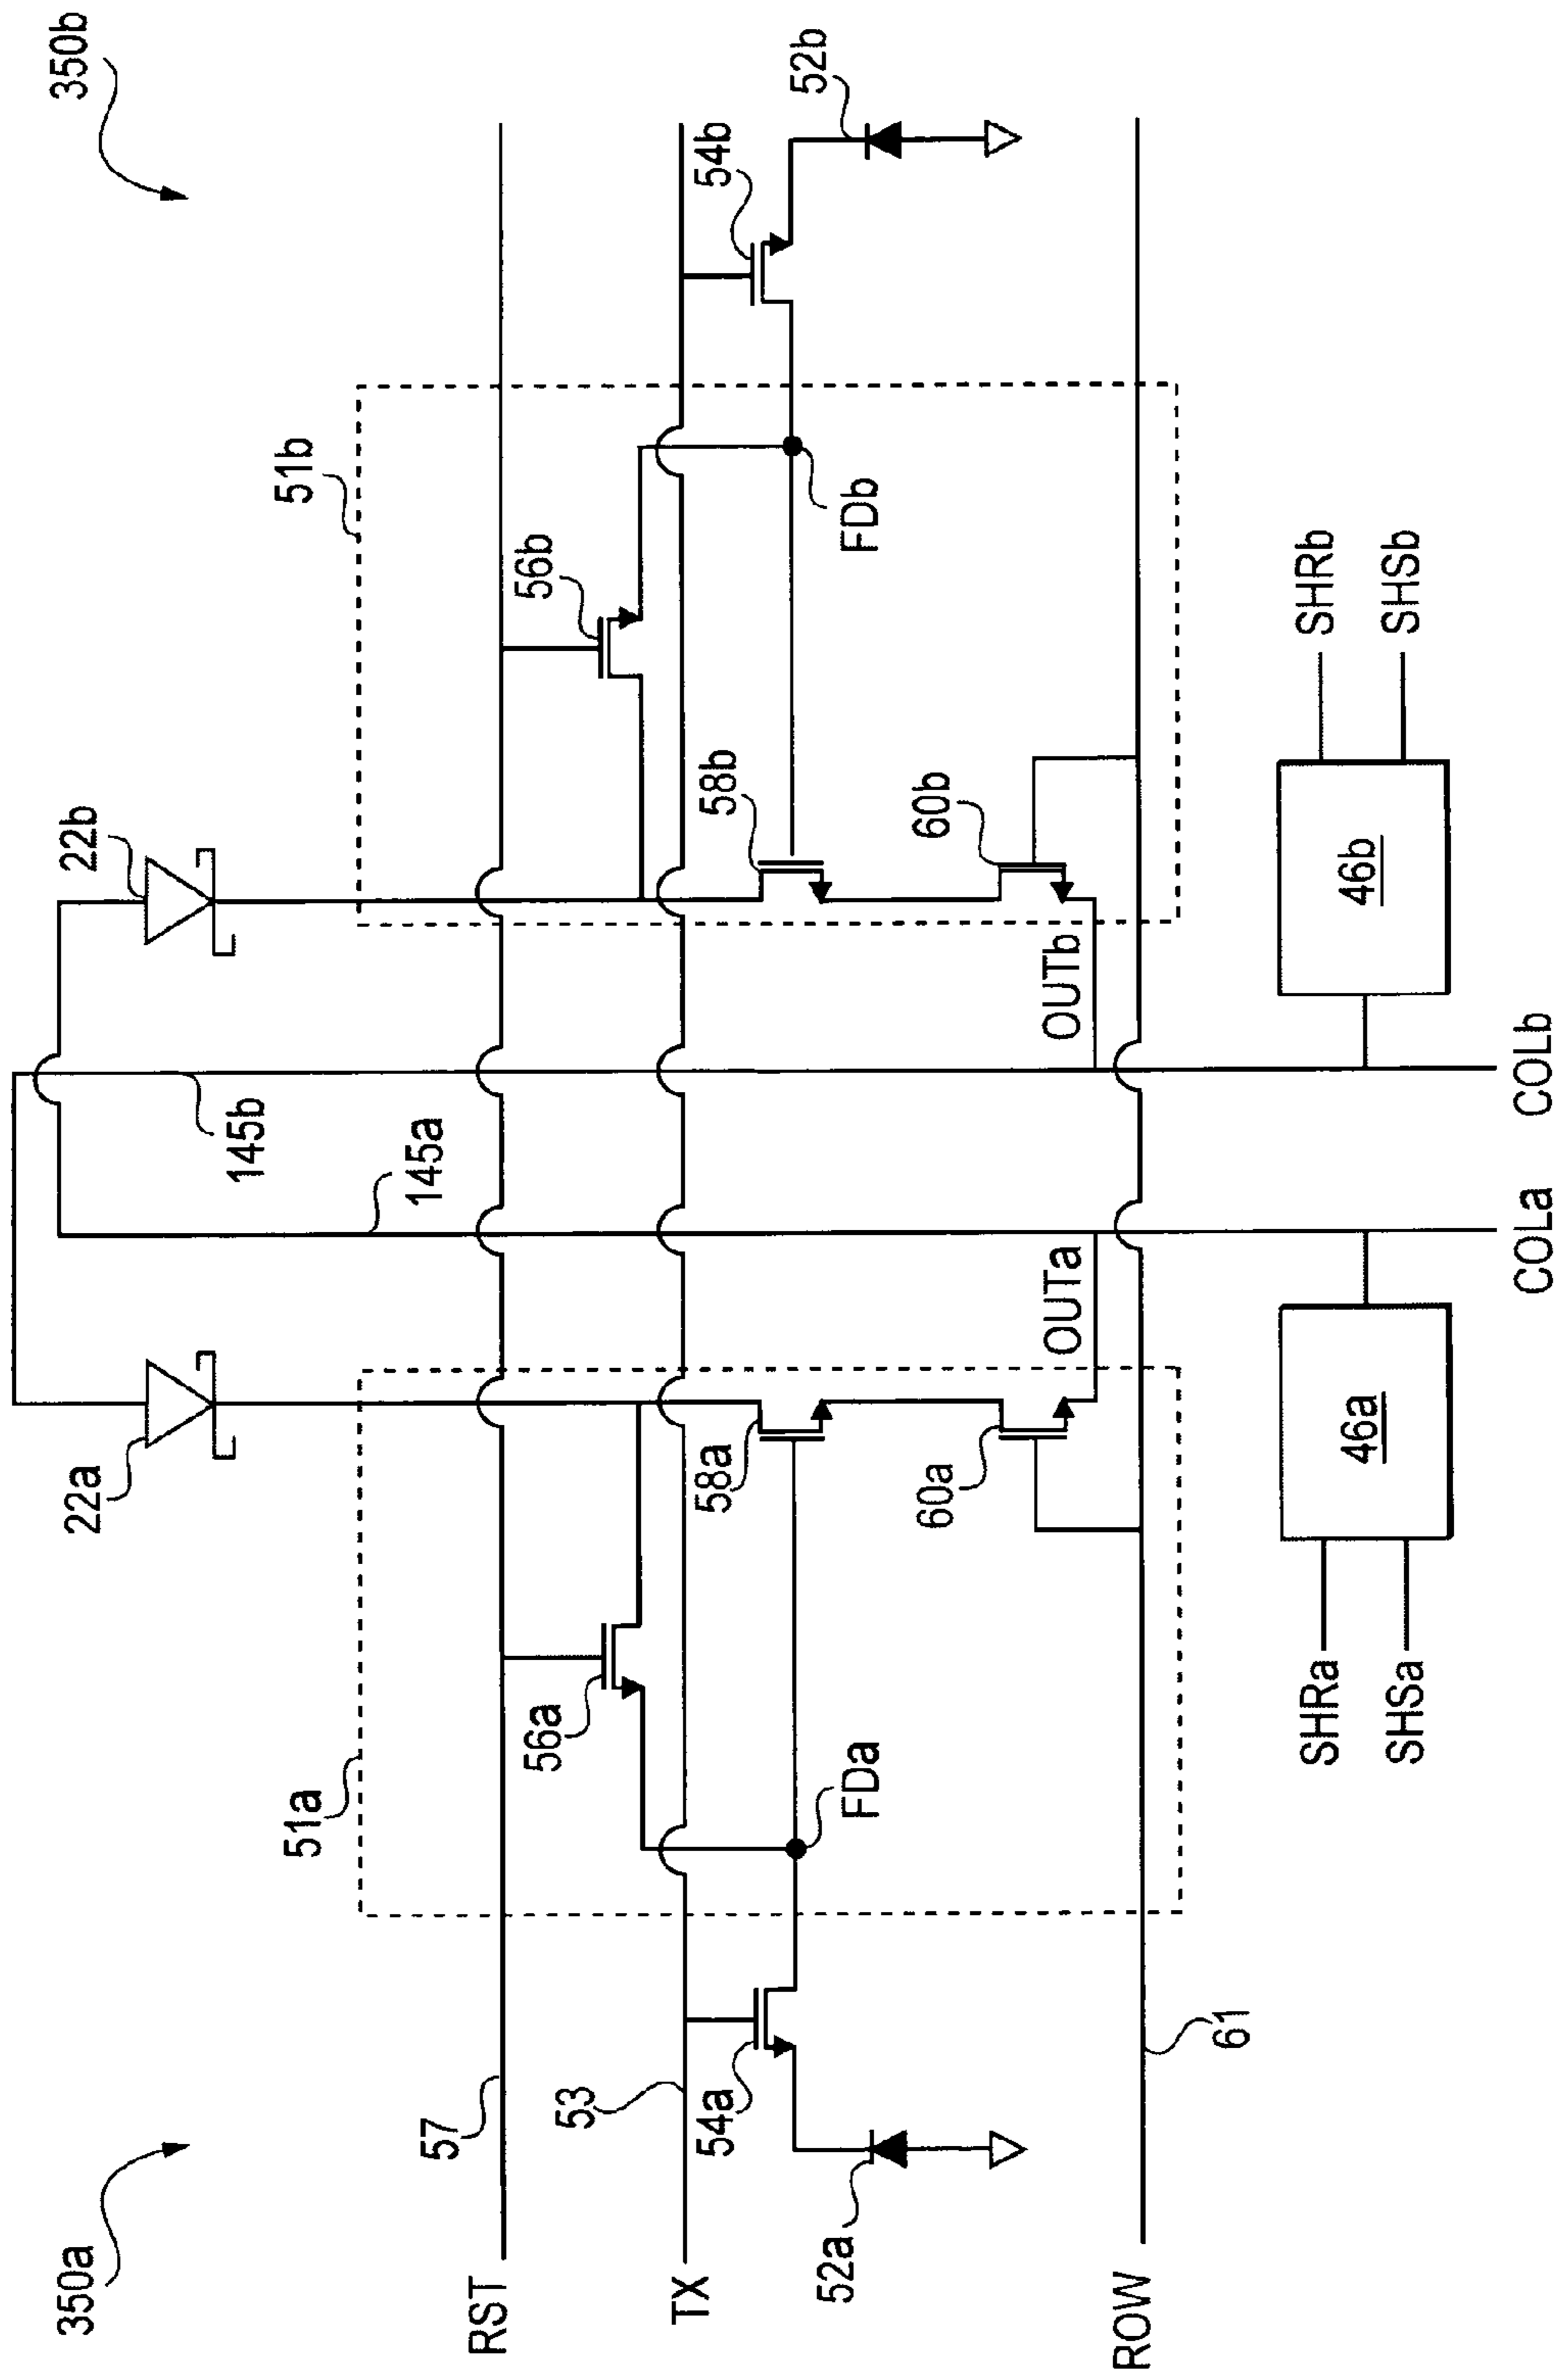 350b
52b
54b
51b
56b
FDb
SHRb
SHSb
22b
58b
60b
46b
OUTb
145b
COLb
145a
COLa
OUTa
22a
58a
60a
46a
51a
56a
FDa
SHRa
SHSa
57
53
54a
61
350a
52a
RST
TX
ROW